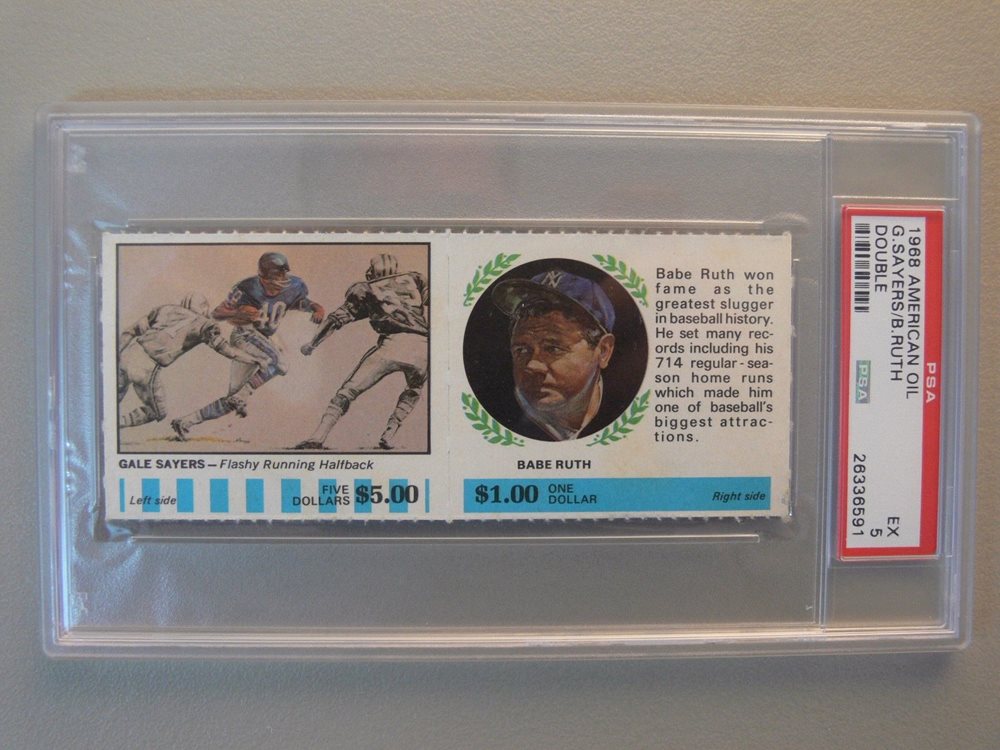 40
GALE SAYERS — Flashy Running Halfback
Left side
FIVE
DOLLARS $5.00
NY
Babe Ruth won
fame as the
greatest slugger
in baseball history.
He set many rec-
ords including his
714 regular-sea-
son home runs
which made him
one of baseball's
biggest attrac-
tions.
BABE RUTH
$1.00 ONE
DOLLAR
Right side
PSA
1968 AMERICAN OIL
G.SAYERS/B.RUTH
DOUBLE
PSA
EX
5
26336591